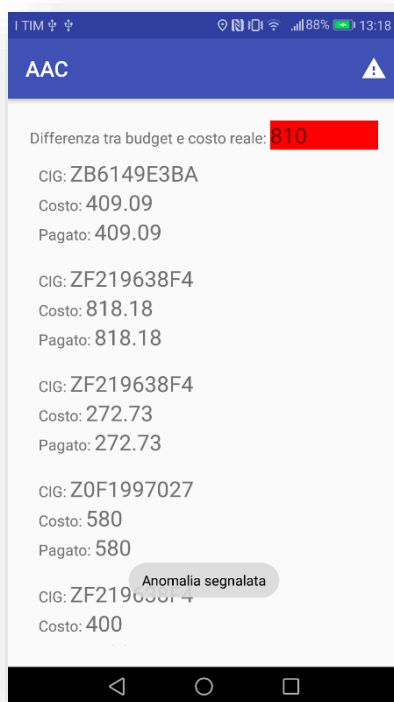 I TIM 88% 13:18
AAC
Differenza tra budget e costo reale: 810
CIG: ZB6149E3BA
Costo: 409.09
Pagato: 409.09
CIG: ZF219638F4
Costo: 818.18
Pagato: 818.18
CIG: ZF219638F4
Costo: 272.73
Pagato: 272.73
CIG: Z0F1997027
Costo: 580
Pagato: 580
Anomalia segnalata
CIG: ZF219638F4
Costo: 400